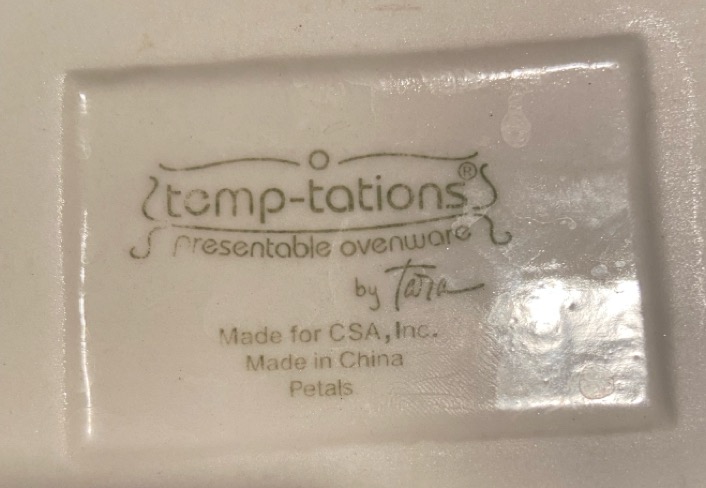 temp-tations®
presentable ovenware
by Tara
Made for CSA, Inc.
Made in China
Petals